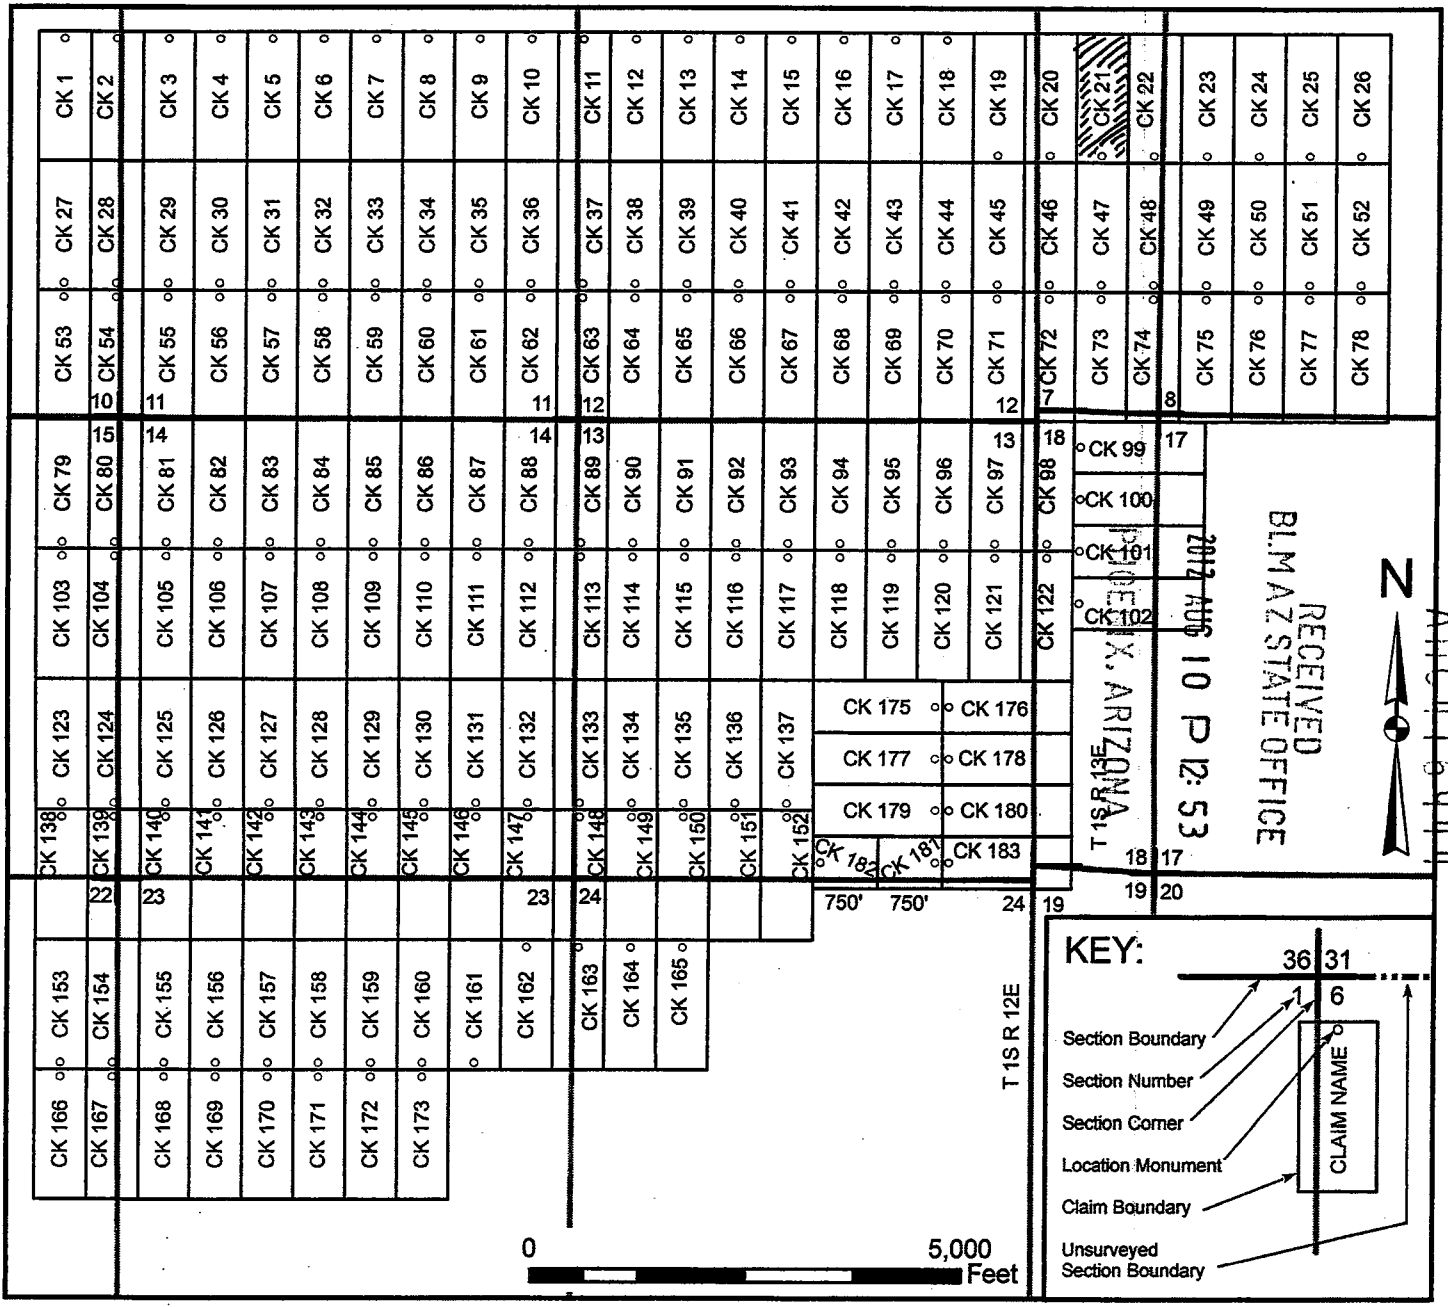 CK 1 CK 2 CK 3 CK 4 CK 5 CK 6 CK 7 CK 8 CK 9 CK 10 CK 11 CK 12 CK 13 CK 14 CK 15 CK 16 CK 17 CK 18 CK 19 CK 20 CK 21 CK 22 CK 23 CK 24 CK 25 CK 26
CK 27 CK 28 CK 29 CK 30 CK 31 CK 32 CK 33 CK 34 CK 35 CK 36 CK 37 CK 38 CK 39 CK 40 CK 41 CK 42 CK 43 CK 44 CK 45 CK 46 CK 47 CK 48 CK 49 CK 50 CK 51 CK 52
CK 53 CK 54 CK 55 CK 56 CK 57 CK 58 CK 59 CK 60 CK 61 CK 62 CK 63 CK 64 CK 65 CK 66 CK 67 CK 68 CK 69 CK 70 CK 71 CK 72 CK 73 CK 74 CK 75 CK 76 CK 77 CK 78
10 11 11 12 12 7 8
15 14 14 13 13 18 17
CK 79 CK 80 CK 81 CK 82 CK 83 CK 84 CK 85 CK 86 CK 87 CK 88 CK 89 CK 90 CK 91 CK 92 CK 93 CK 94 CK 95 CK 96 CK 97 CK 98
CK 99
CK 100
CK 101
CK 102
CK 103 CK 104 CK 105 CK 106 CK 107 CK 108 CK 109 CK 110 CK 111 CK 112 CK 113 CK 114 CK 115 CK 116 CK 117 CK 118 CK 119 CK 120 CK 121 CK 122
RECEIVED
BLM AZ STATE OFFICE
2012 AUG 10 P 12: 53
PHOENIX, ARIZONA
N
CK 123 CK 124 CK 125 CK 126 CK 127 CK 128 CK 129 CK 130 CK 131 CK 132 CK 133 CK 134 CK 135 CK 136 CK 137
CK 175 CK 176
CK 177 CK 178
CK 179 CK 180
CK 182 CK 181 CK 183
T 1S R 13E
CK 138 CK 139 CK 140 CK 141 CK 142 CK 143 CK 144 CK 145 CK 146 CK 147 CK 148 CK 149 CK 150 CK 151 CK 152
18 17
22 23 23 24 750' 750' 24 19 19 20
CK 153 CK 154 CK 155 CK 156 CK 157 CK 158 CK 159 CK 160 CK 161 CK 162 CK 163 CK 164 CK 165
T 1S R 12E
CK 166 CK 167 CK 168 CK 169 CK 170 CK 171 CK 172 CK 173
0 5,000
Feet
KEY:
36 31
1 6
Section Boundary
Section Number
Section Corner
Location Monument
Claim Boundary
Unsurveyed
Section Boundary
CLAIM NAME